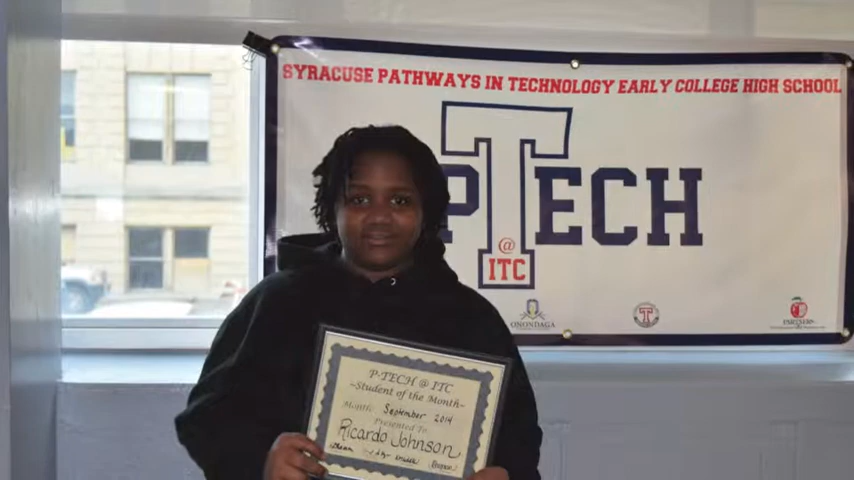 SYRACUSE PATHWAYS IN TECHNOLOGY EARLY COLLEGE HIGH SCHOOL
P-TECH
@
ITC
ONONDAGA
T
PARTNERS
P-TECH @ ITC
~Student of the Month~
Month: September 2014
Presented To:
Ricardo Johnson